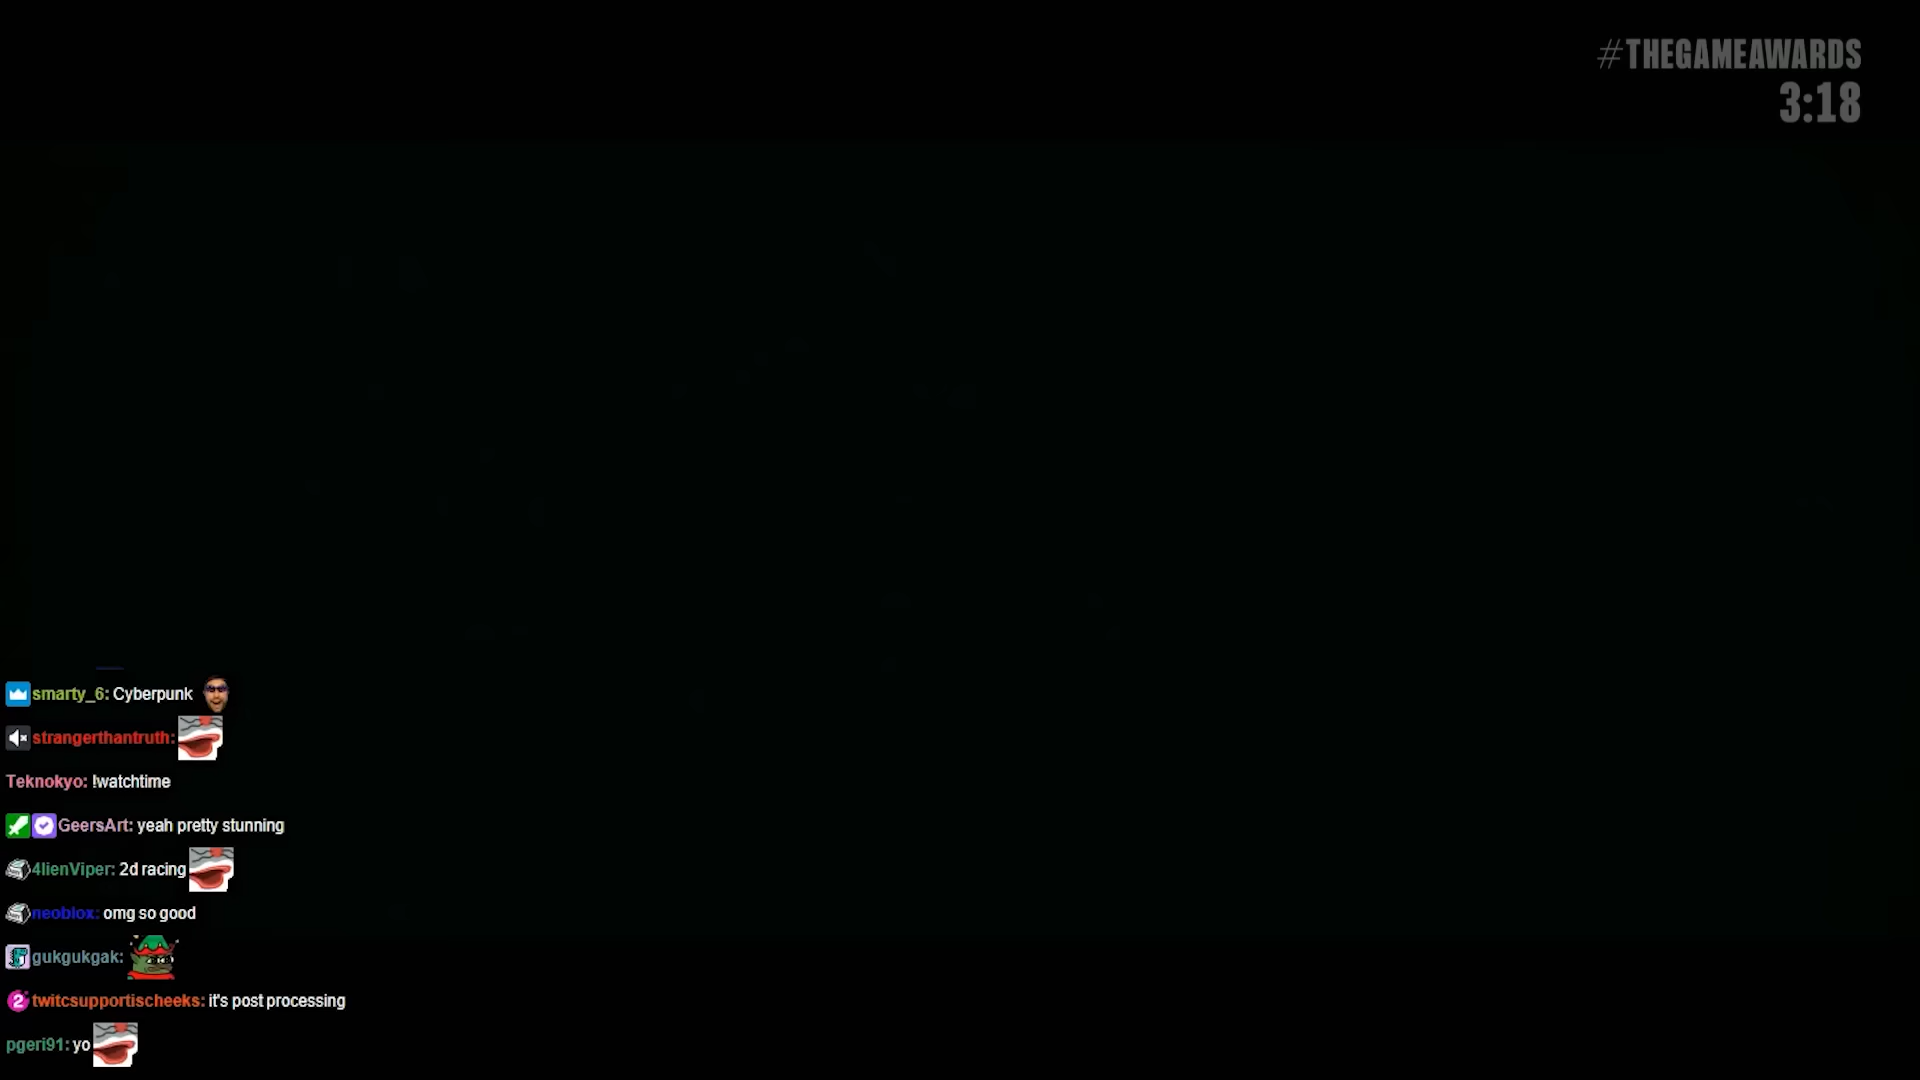 #THEGAMEAWARDS
3:18
smarty_6: Cyberpunk
strangerthantruth:
Teknokyo: !watchtime
GeersArt: yeah pretty stunning
4lienViper: 2d racing
neoblox: omg so good
gukgukgak:
2 twitcsupportischeeks: it's post processing
pgeri91: yo